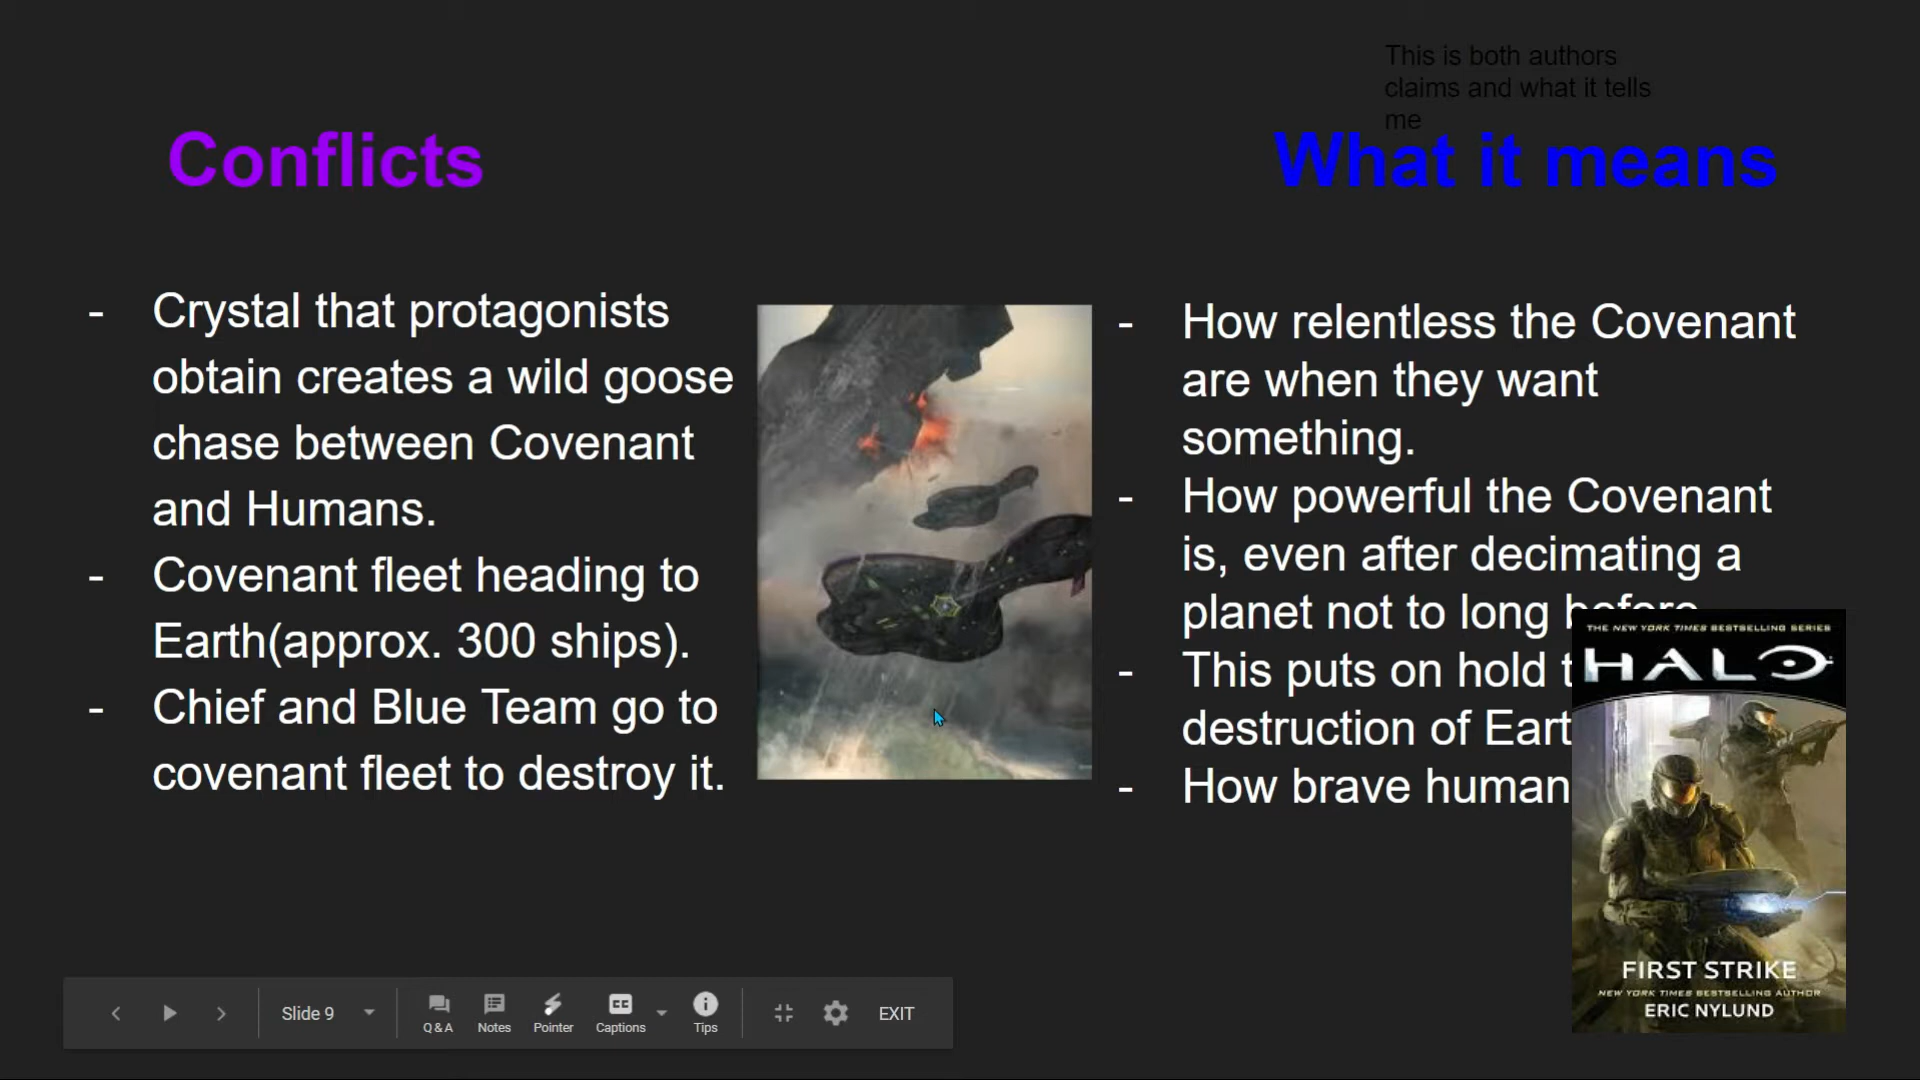 This is both authors
claims and what it tells
me
Conflicts
What it means
- Crystal that protagonists
obtain creates a wild goose
chase between Covenant
and Humans.
- Covenant fleet heading to
Earth(approx. 300 ships).
- Chief and Blue Team go to
covenant fleet to destroy it.
- How relentless the Covenant
are when they want
something.
- How powerful the Covenant
is, even after decimating a
planet not to long before
- This puts on hold
destruction of
- How brave human
THE NEW YORK TIMES BESTSELLING SERIES
HALO
FIRST STRIKE
NEW YORK TIMES BESTSELLING AUTHOR
ERIC NYLUND
Slide 9
Q&A
Notes
Pointer
CC
Captions
Tips
EXIT